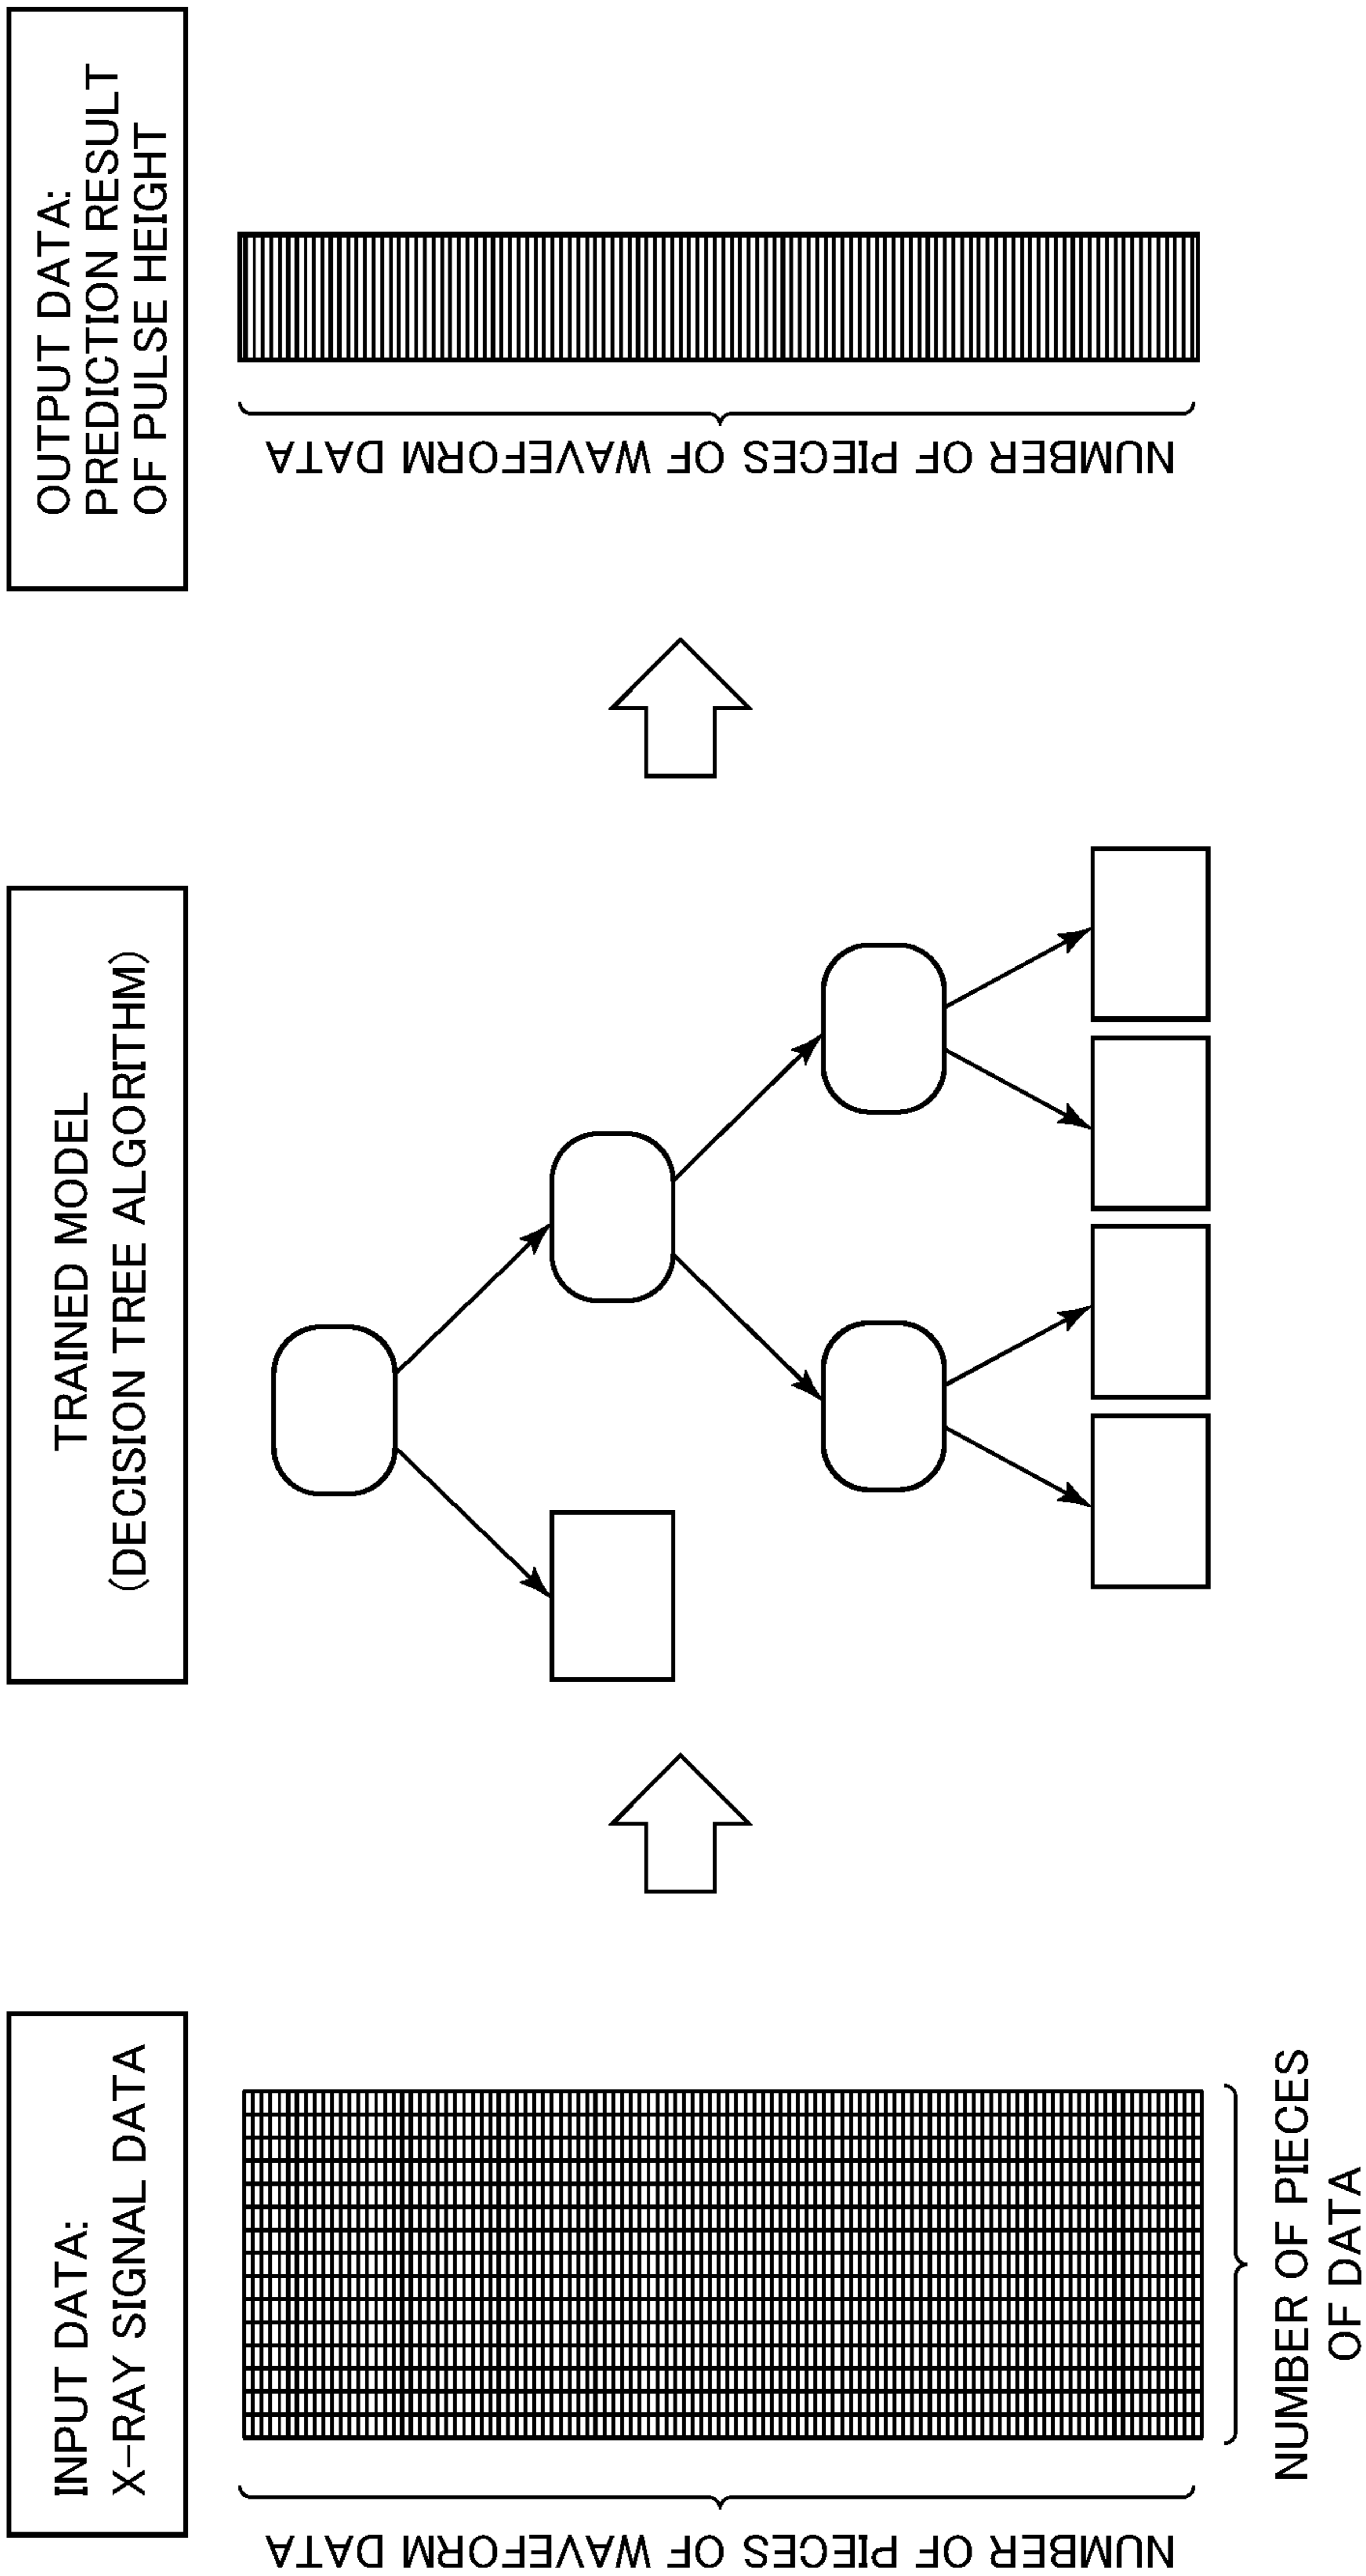 INPUT DATA:
X-RAY SIGNAL DATA
NUMBER OF PIECES OF WAVEFORM DATA
NUMBER OF PIECES
OF DATA
TRAINED MODEL
(DECISION TREE ALGORITHM)
OUTPUT DATA:
PREDICTION RESULT
OF PULSE HEIGHT
NUMBER OF PIECES OF WAVEFORM DATA